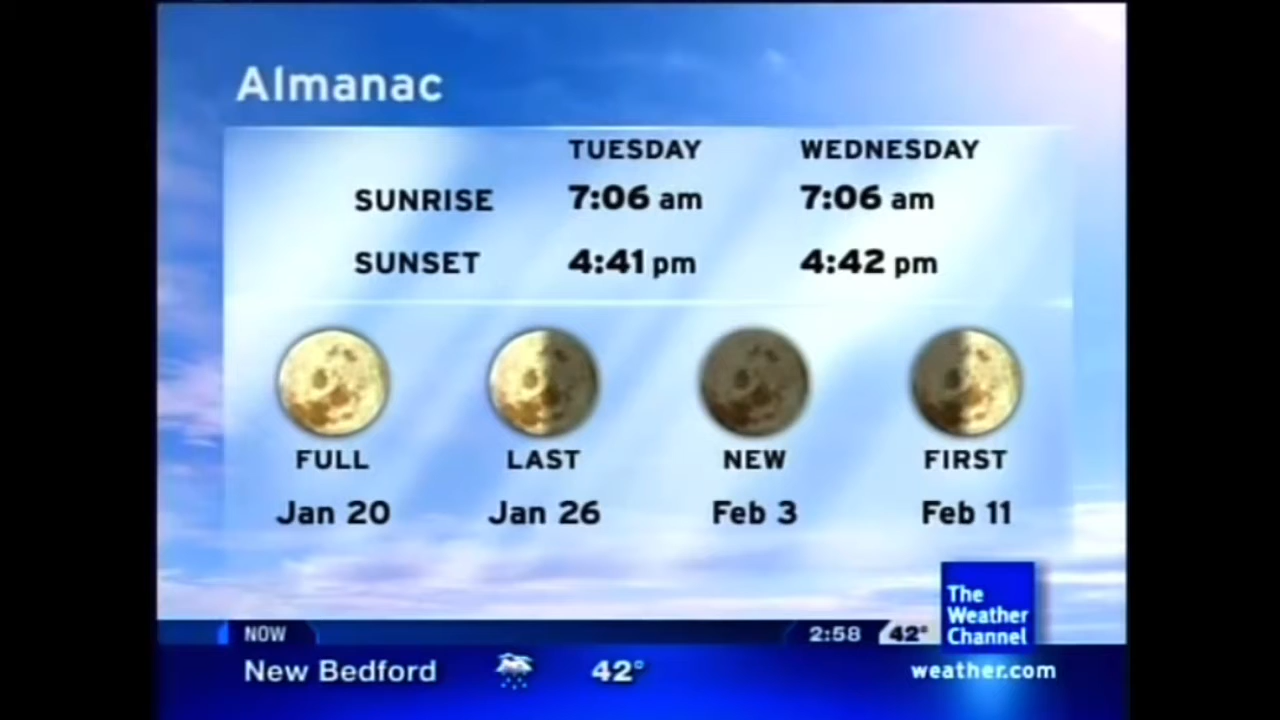 Almanac
TUESDAY WEDNESDAY
SUNRISE 7:06 am 7:06 am
SUNSET 4:41 pm 4:42 pm
FULL LAST NEW FIRST
Jan 20 Jan 26 Feb 3 Feb 11
The
Weather
Channel
NOW 2:58 42°
New Bedford 42° weather.com